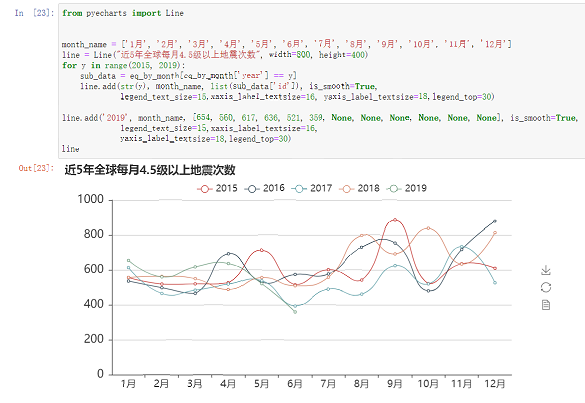 In [23]:
from pyecharts import Line
month_name = ['1月', '2月', '3月', '4月', '5月', '6月', '7月', '8月', '9月', '10月', '11月', '12月']
line = Line("近5年全球每月4.5级以上地震次数", width=800, height=400)
for y in range(2015, 2019):
sub_data = eq_by_month[eq_by_month['year'] == y]
line.add(str(y), month_name, list(sub_data['id']), is_smooth=True,
legend_text_size=15, xaxis_label_textsize=16, yaxis_label_textsize=18, legend_top=30)
line.add('2019', month_name, [654, 560, 617, 636, 521, 359, None, None, None, None, None, None], is_smooth=True,
legend_text_size=15, xaxis_label_textsize=16,
yaxis_label_textsize=18, legend_top=30)
line
Out[23]:
近5年全球每月4.5级以上地震次数
2015 2016 2017 2018 2019
1000
800
600
400
200
0
1月 2月 3月 4月 5月 6月 7月 8月 9月 10月 11月 12月